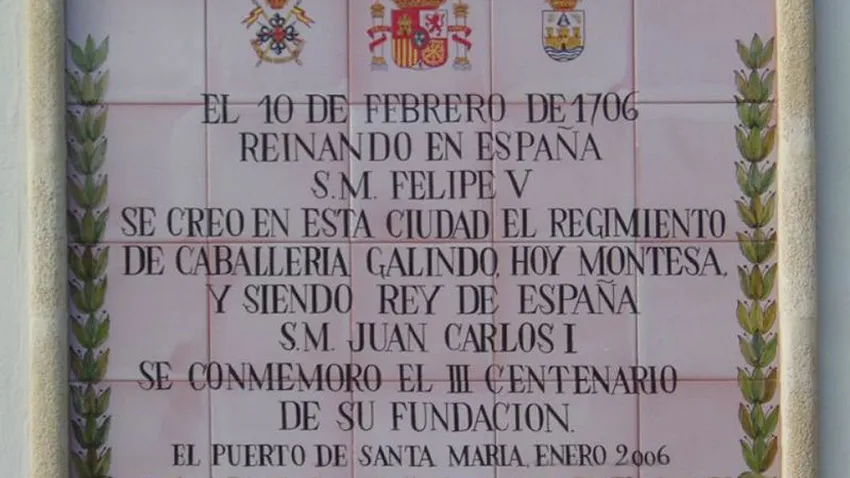 EL 10 DE FEBRERO DE 1706
REINANDO EN ESPAÑA
S.M. FELIPE V
SE CREO EN ESTA CIUDAD EL REGIMIENTO
DE CABALLERIA GALINDO, HOY MONTESA,
Y SIENDO REY DE ESPAÑA
S.M. JUAN CARLOS I
SE CONMEMORO EL III CENTENARIO
DE SU FUNDACION.
EL PUERTO DE SANTA MARIA, ENERO 2006